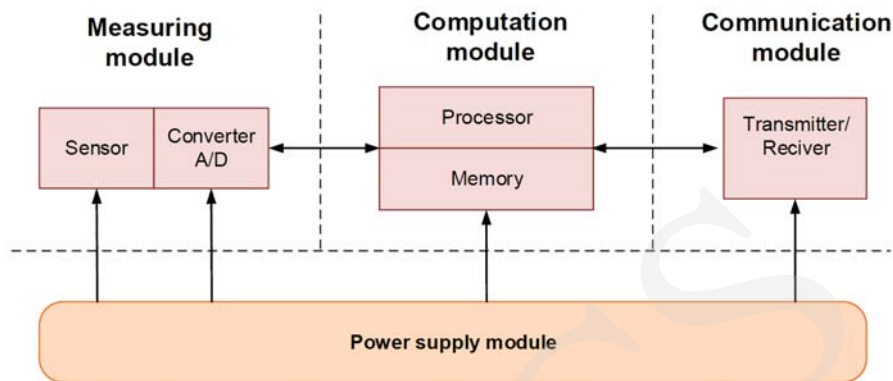 Measuring
module
Computation
module
Communication
module
Sensor
Converter
A/D
Processor
Memory
Transmitter/
Reciver
Power supply module